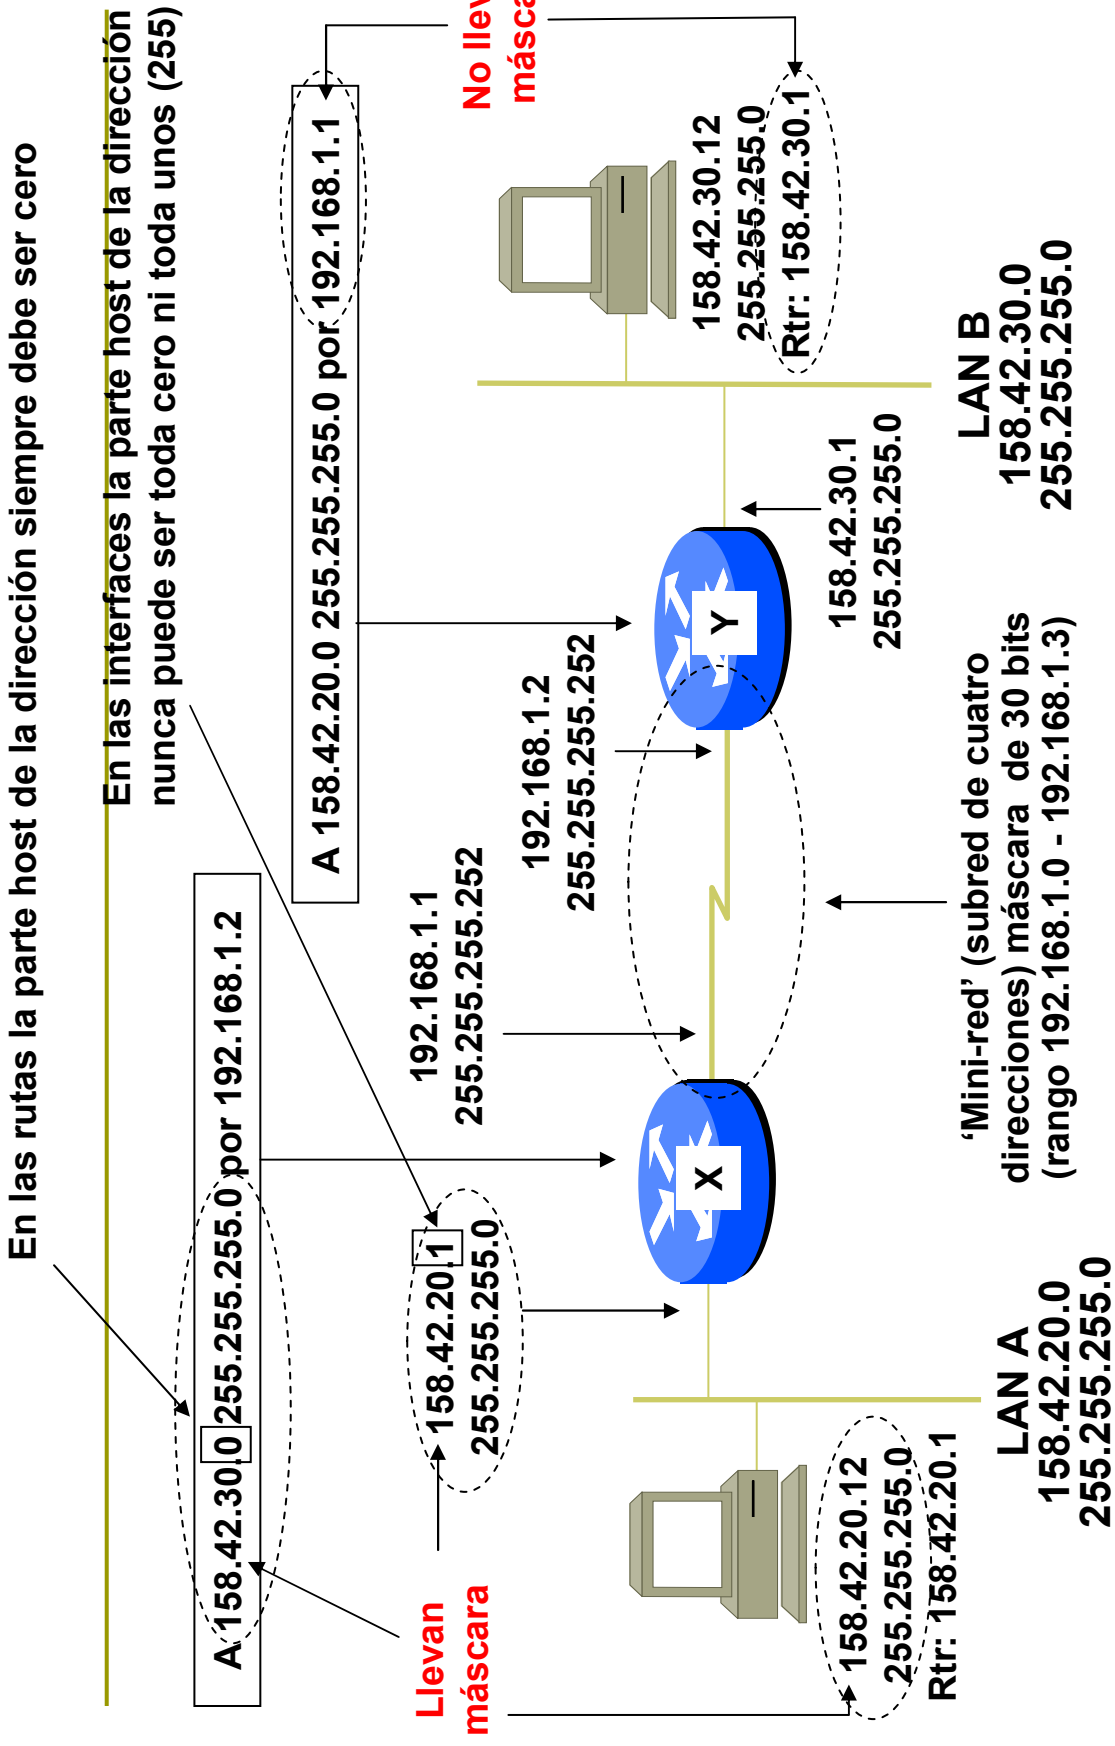 En las rutas la parte host de la dirección siempre debe ser cero
En las interfaces la parte host de la dirección
nunca puede ser toda cero ni toda unos (255)
A 158.42.30.0 255.255.255.0 por 192.168.1.2
A 158.42.20.0 255.255.255.0 por 192.168.1.1
Llevan
máscara
No
158.42.20.1
255.255.255.0
192.168.1.1
255.255.255.252
192.168.1.2
255.255.255.252
X
Y
158.42.30.1
255.255.255.0
158.42.20.12
255.255.255.0
Rtr: 158.42.20.1
158.42.30.12
255.255.255.0
Rtr: 158.42.30.1
LAN A
158.42.20.0
255.255.255.0
‘Mini-red’ (subred de cuatro
direcciones) máscara de 30 bits
(rango 192.168.1.0 - 192.168.1.3)
LAN B
158.42.30.0
255.255.255.0